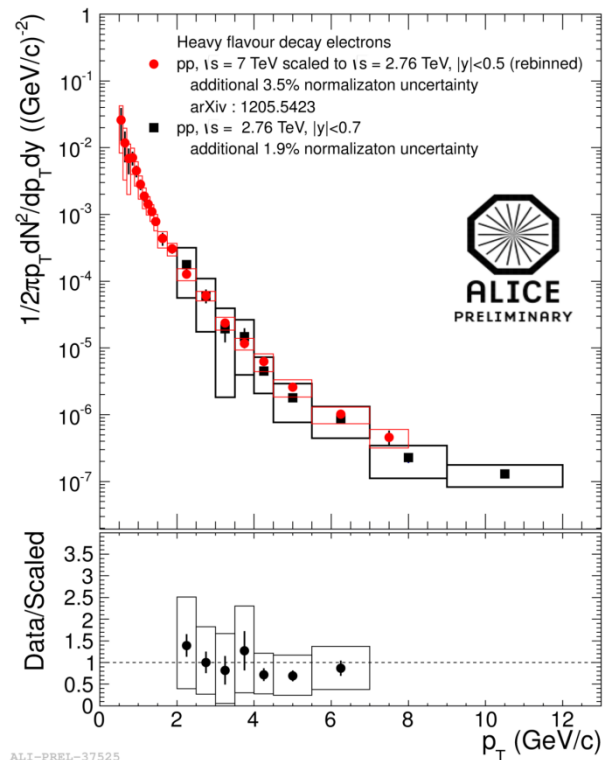 Heavy flavour decay electrons
pp, √s = 7 TeV scaled to √s = 2.76 TeV, |y|<0.5 (rebinned)
additional 3.5% normalizaton uncertainty
arXiv : 1205.5423
pp, √s = 2.76 TeV, |y|<0.7
additional 1.9% normalizaton uncertainty
ALICE
PRELIMINARY
1/2πp_T dN²/dp_T dy ((GeV/c)⁻²)
1
10⁻¹
10⁻²
10⁻³
10⁻⁴
10⁻⁵
10⁻⁶
10⁻⁷
Data/Scaled
3.5
3
2.5
2
1.5
1
0.5
0
0 2 4 6 8 10 12
p_T (GeV/c)
ALI-PREL-37525